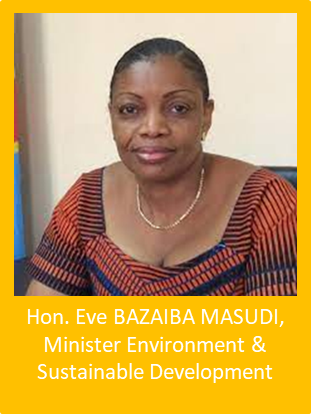 Hon. Eve BAZAIBA MASUDI,
Minister Environment &
Sustainable Development